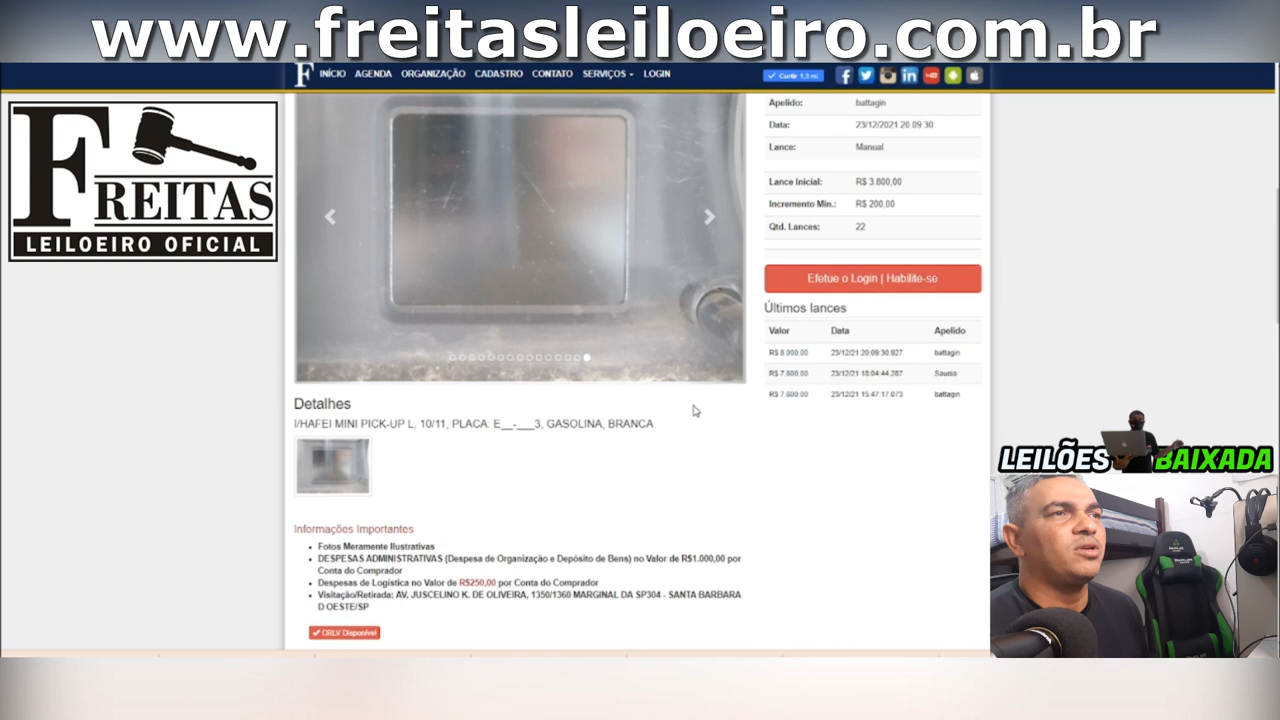 www.freitasleiloeiro.com.br
F INÍCIO AGENDA ORGANIZAÇÃO CADASTRO CONTATO SERVIÇOS LOGIN
Curtir 1,3 mi
FREITAS
LEILOEIRO OFICIAL
Apelido: battagin
Data: 23/12/2021 20:09:30
Lance: Manual
Lance Inicial: R$ 3.800,00
Incremento Min.: R$ 200,00
Qtd. Lances: 22
Efetue o Login | Habilite-se
Últimos lances
Valor Data Apelido
R$ 8.000,00 23/12/21 20:09:30.927 battagin
R$ 7.800,00 23/12/21 18:04:44.287
R$ 7.600,00 23/12/21 15:47:17.073 battagin
Detalhes
I/HAFEI MINI PICK-UP L, 10/11, PLACA: E__-___3, GASOLINA, BRANCA
LEILÕES BAIXADA
Informações Importantes
Fotos Meramente Ilustrativas
DESPESAS ADMINISTRATIVAS (Despesa de Organização e Depósito de Bens) no Valor de R$1.000,00 por
Conta do Comprador
Despesas de Logística no Valor de R$250,00 por Conta do Comprador
Visitação/Retirada: AV. JUSCELINO K. DE OLIVEIRA, 1350/1360 MARGINAL DA SP304 - SANTA BARBARA
D OESTE/SP
CRLV Disponível